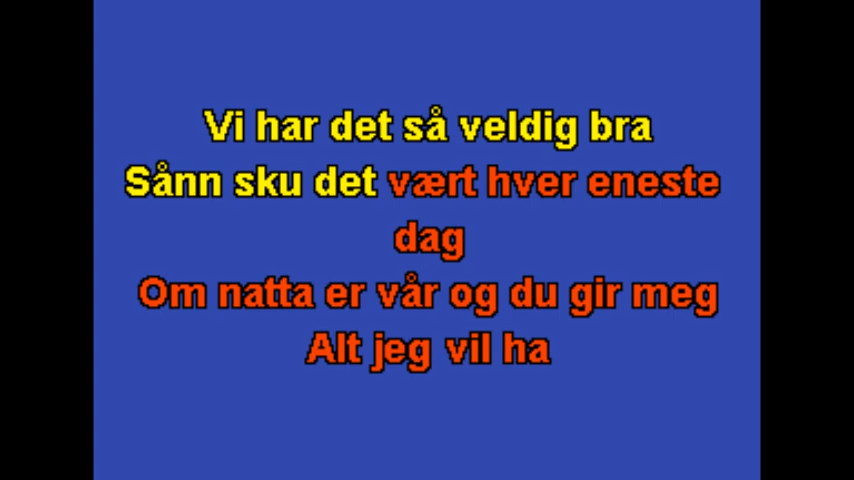 Vi har det så veldig bra
Sånn sku det vært hver eneste
dag
Om natta er vår og du gir meg
Alt jeg vil ha